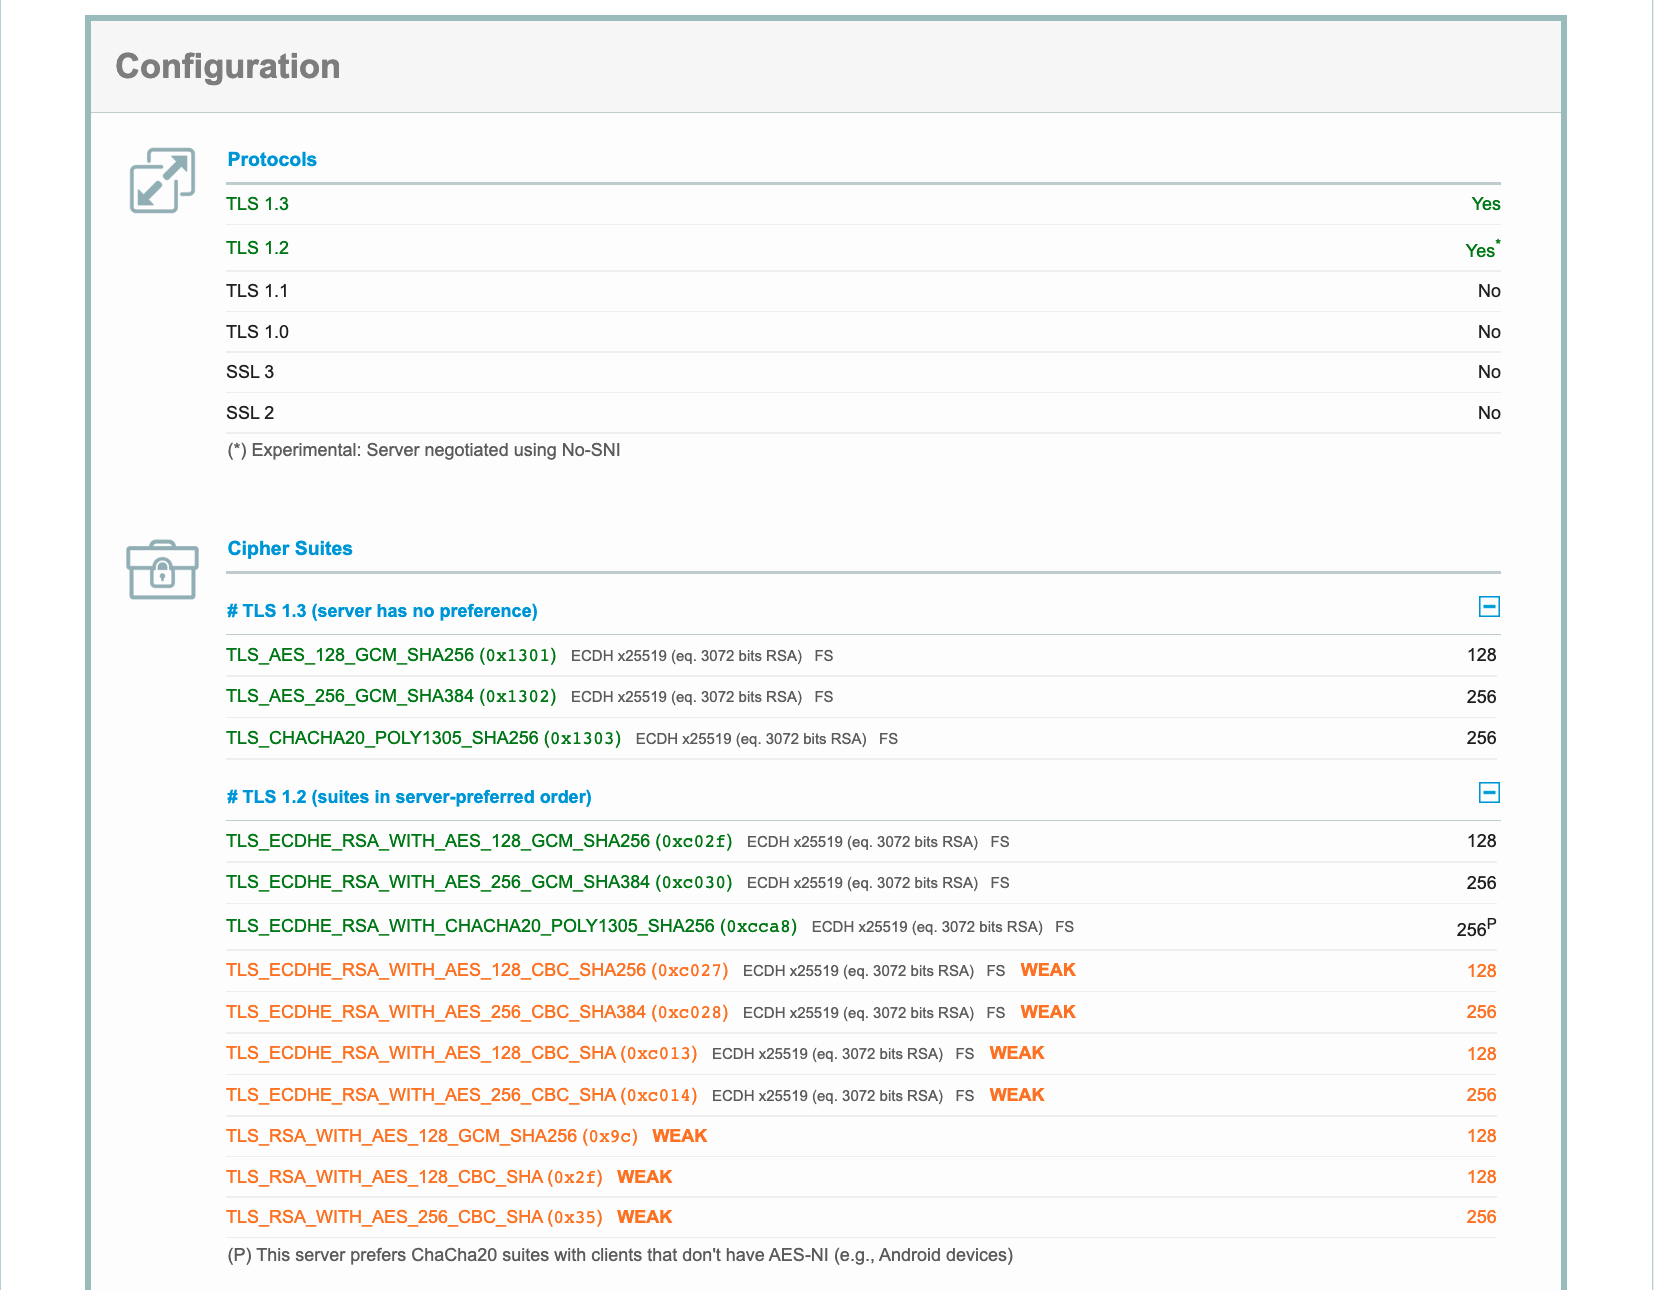 Configuration
Protocols
TLS 1.3 Yes
TLS 1.2 Yes*
TLS 1.1 No
TLS 1.0 No
SSL 3 No
SSL 2 No
(*) Experimental: Server negotiated using No-SNI
Cipher Suites
# TLS 1.3 (server has no preference)
TLS_AES_128_GCM_SHA256 (0x1301) ECDH x25519 (eq. 3072 bits RSA) FS 128
TLS_AES_256_GCM_SHA384 (0x1302) ECDH x25519 (eq. 3072 bits RSA) FS 256
TLS_CHACHA20_POLY1305_SHA256 (0x1303) ECDH x25519 (eq. 3072 bits RSA) FS 256
# TLS 1.2 (suites in server-preferred order)
TLS_ECDHE_RSA_WITH_AES_128_GCM_SHA256 (0xc02f) ECDH x25519 (eq. 3072 bits RSA) FS 128
TLS_ECDHE_RSA_WITH_AES_256_GCM_SHA384 (0xc030) ECDH x25519 (eq. 3072 bits RSA) FS 256
TLS_ECDHE_RSA_WITH_CHACHA20_POLY1305_SHA256 (0xcca8) ECDH x25519 (eq. 3072 bits RSA) FS 256P
TLS_ECDHE_RSA_WITH_AES_128_CBC_SHA256 (0xc027) ECDH x25519 (eq. 3072 bits RSA) FS WEAK 128
TLS_ECDHE_RSA_WITH_AES_256_CBC_SHA384 (0xc028) ECDH x25519 (eq. 3072 bits RSA) FS WEAK 256
TLS_ECDHE_RSA_WITH_AES_128_CBC_SHA (0xc013) ECDH x25519 (eq. 3072 bits RSA) FS WEAK 128
TLS_ECDHE_RSA_WITH_AES_256_CBC_SHA (0xc014) ECDH x25519 (eq. 3072 bits RSA) FS WEAK 256
TLS_RSA_WITH_AES_128_GCM_SHA256 (0x9c) WEAK 128
TLS_RSA_WITH_AES_128_CBC_SHA (0x2f) WEAK 128
TLS_RSA_WITH_AES_256_CBC_SHA (0x35) WEAK 256
(P) This server prefers ChaCha20 suites with clients that don't have AES-NI (e.g., Android devices)